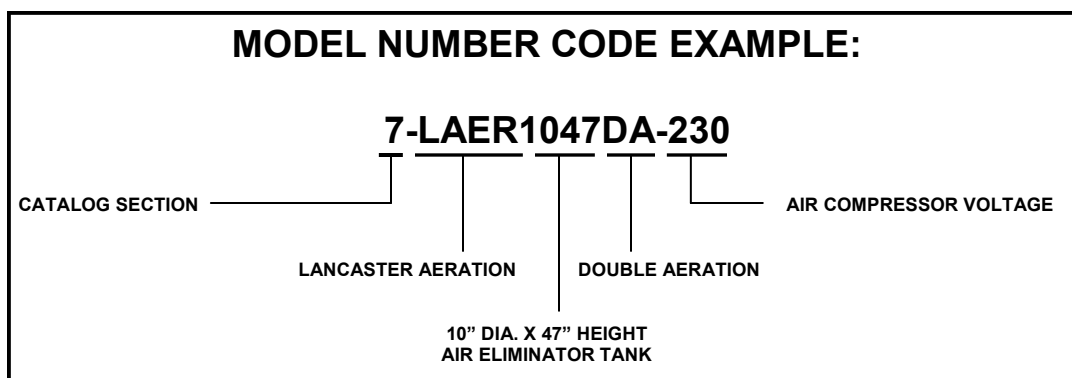 MODEL NUMBER CODE EXAMPLE:
7-LAER1047DA-230
CATALOG SECTION
AIR COMPRESSOR VOLTAGE
LANCASTER AERATION
DOUBLE AERATION
10” DIA. X 47” HEIGHT
AIR ELIMINATOR TANK